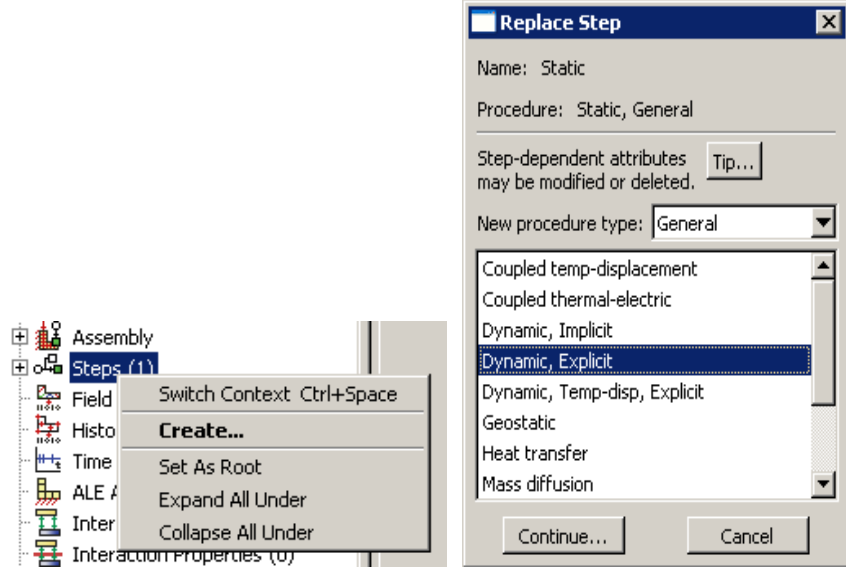 Assembly
Steps (1)
Field
Histo
Time
ALE
Inter
Interaction Properties (0)
Switch Context Ctrl+Space
Create...
Set As Root
Expand All Under
Collapse All Under
Replace Step
Name: Static
Procedure: Static, General
Step-dependent attributes
may be modified or deleted.
Tip...
New procedure type: General
Coupled temp-displacement
Coupled thermal-electric
Dynamic, Implicit
Dynamic, Explicit
Dynamic, Temp-disp, Explicit
Geostatic
Heat transfer
Mass diffusion
Continue...
Cancel